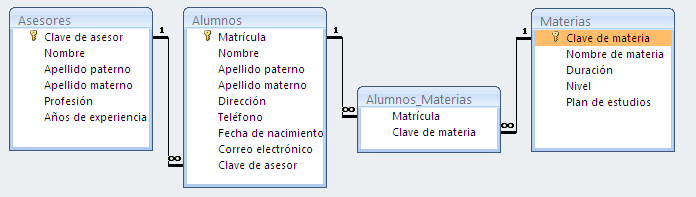 Asesores
Clave de asesor
Nombre
Apellido paterno
Apellido materno
Profesión
Años de experiencia
1
∞
Alumnos
Matrícula
Nombre
Apellido paterno
Apellido materno
Dirección
Teléfono
Fecha de nacimiento
Correo electrónico
Clave de asesor
1
∞
Alumnos_Materias
Matrícula
Clave de materia
∞
1
Materias
Clave de materia
Nombre de materia
Duración
Nivel
Plan de estudios